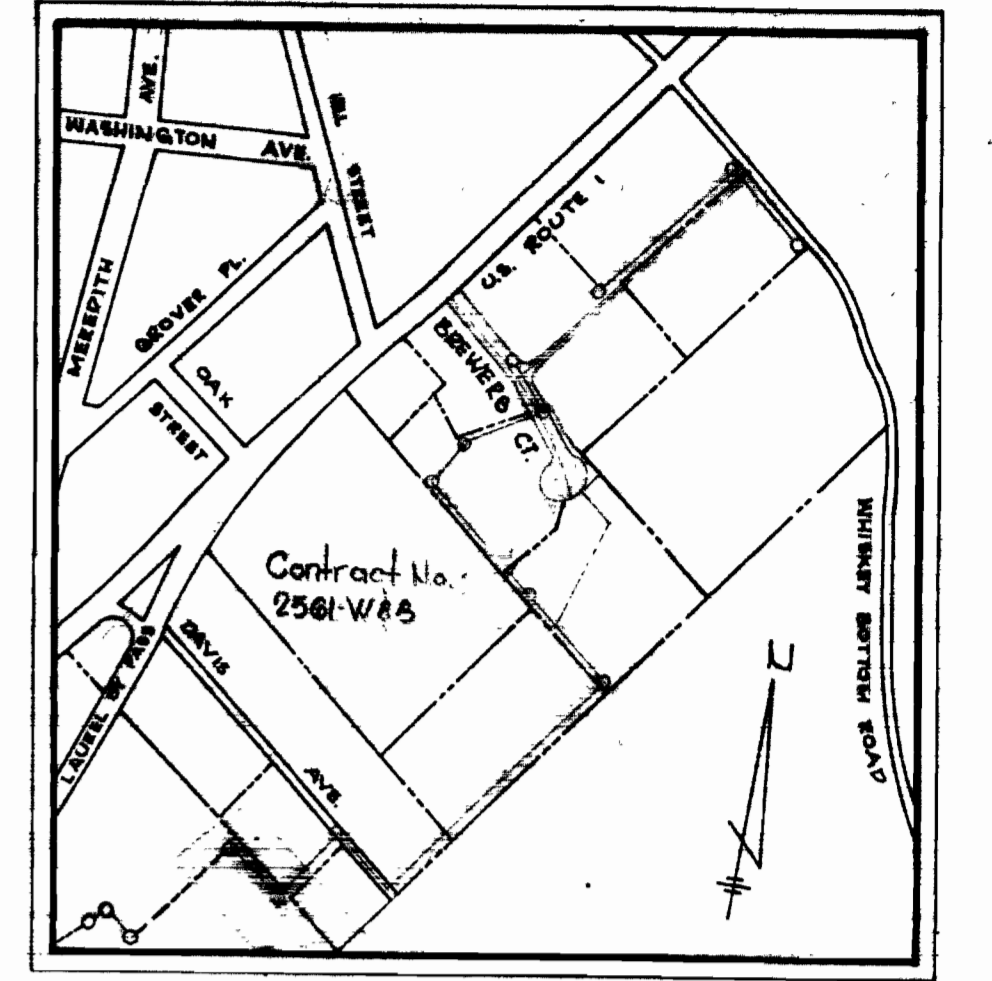 AVE.
WASHINGTON AVE.
STREET
MEREDITH
GROVER PL.
U.S. ROUTE 1
OAK
STREET
BREWERS CT.
Contract No.
2561-W&S
WHISKEY BOTTOM ROAD
DAVIS
AVE.
LAUREL BY PASS
N